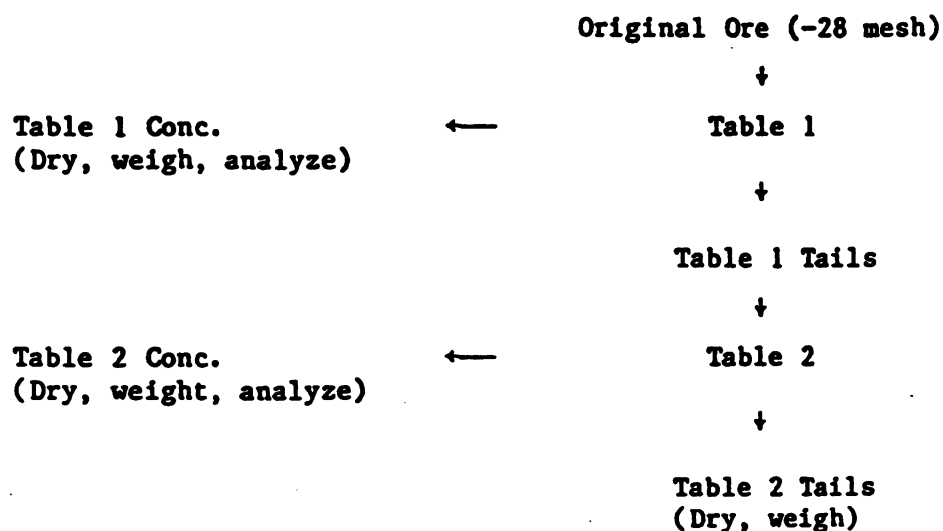 Original Ore (-28 mesh)
↓
Table 1 Conc. ← Table 1
(Dry, weigh, analyze)
↓
Table 1 Tails
↓
Table 2 Conc. ← Table 2
(Dry, weight, analyze)
↓
Table 2 Tails
(Dry, weigh)